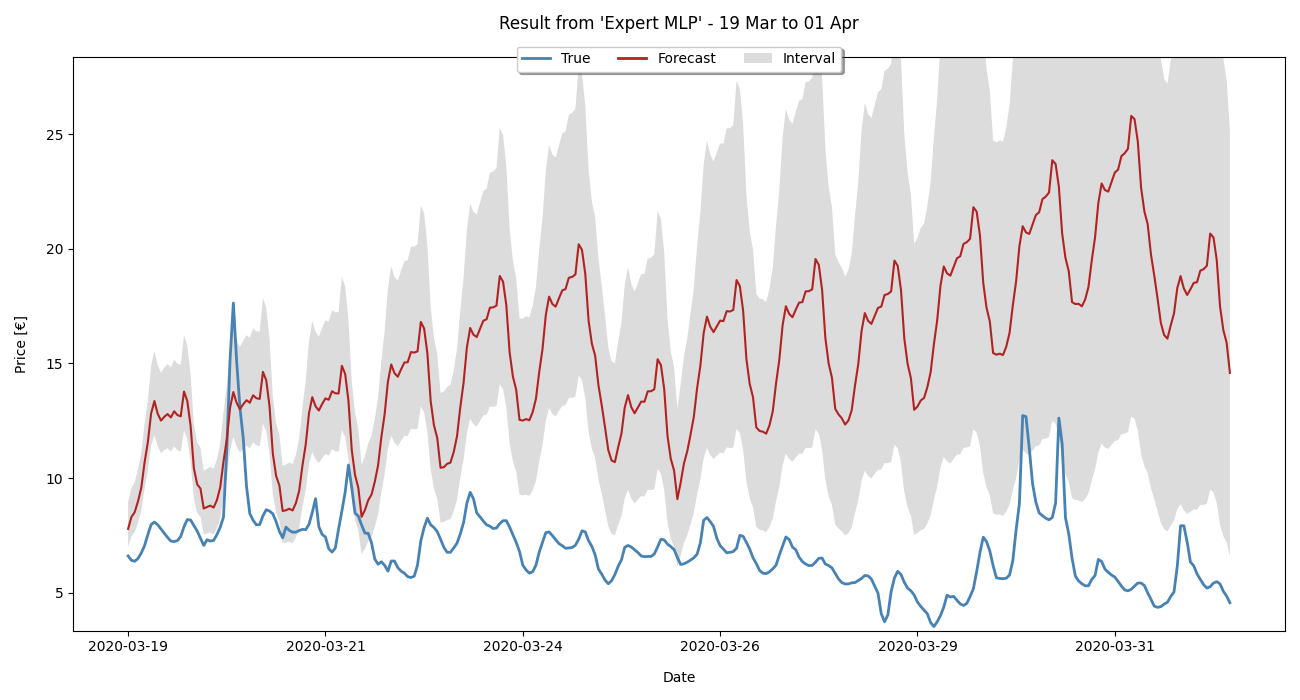 Result from 'Expert MLP' - 19 Mar to 01 Apr
True Forecast Interval
25
20
15
10
5
Price [€]
2020-03-19 2020-03-21 2020-03-24 2020-03-26 2020-03-29 2020-03-31
Date